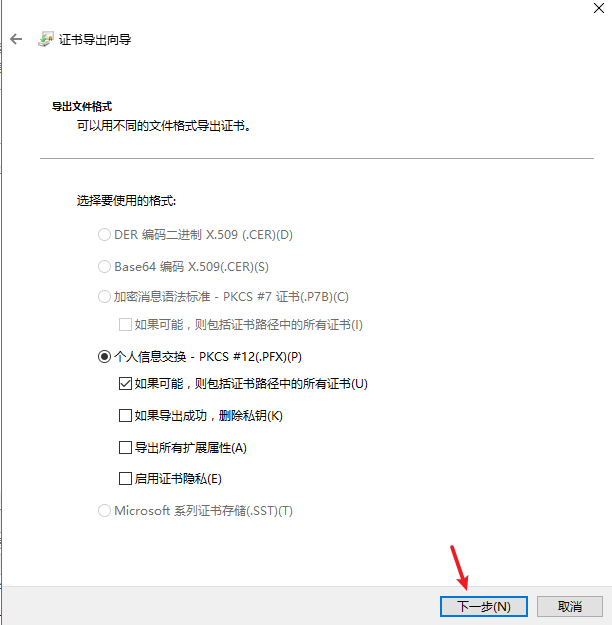 证书导出向导
导出文件格式
可以用不同的文件格式导出证书。
选择要使用的格式:
DER 编码二进制 X.509 (.CER)(D)
Base64 编码 X.509(.CER)(S)
加密消息语法标准 - PKCS #7 证书(.P7B)(C)
如果可能，则包括证书路径中的所有证书(I)
个人信息交换 - PKCS #12(.PFX)(P)
如果可能，则包括证书路径中的所有证书(U)
如果导出成功，删除私钥(K)
导出所有扩展属性(A)
启用证书隐私(E)
Microsoft 系列证书存储(.SST)(T)
下一步(N)
取消